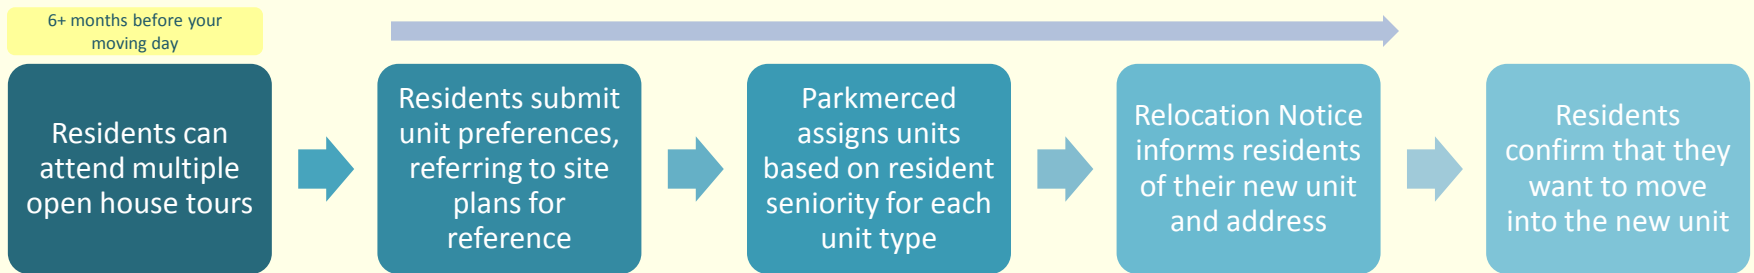 6+ months before your
moving day
Residents can
attend multiple
open house tours
Residents submit
unit preferences,
referring to site
plans for
reference
Parkmerced
assigns units
based on resident
seniority for each
unit type
Relocation Notice
informs residents
of their new unit
and address
Residents
confirm that they
want to move
into the new unit